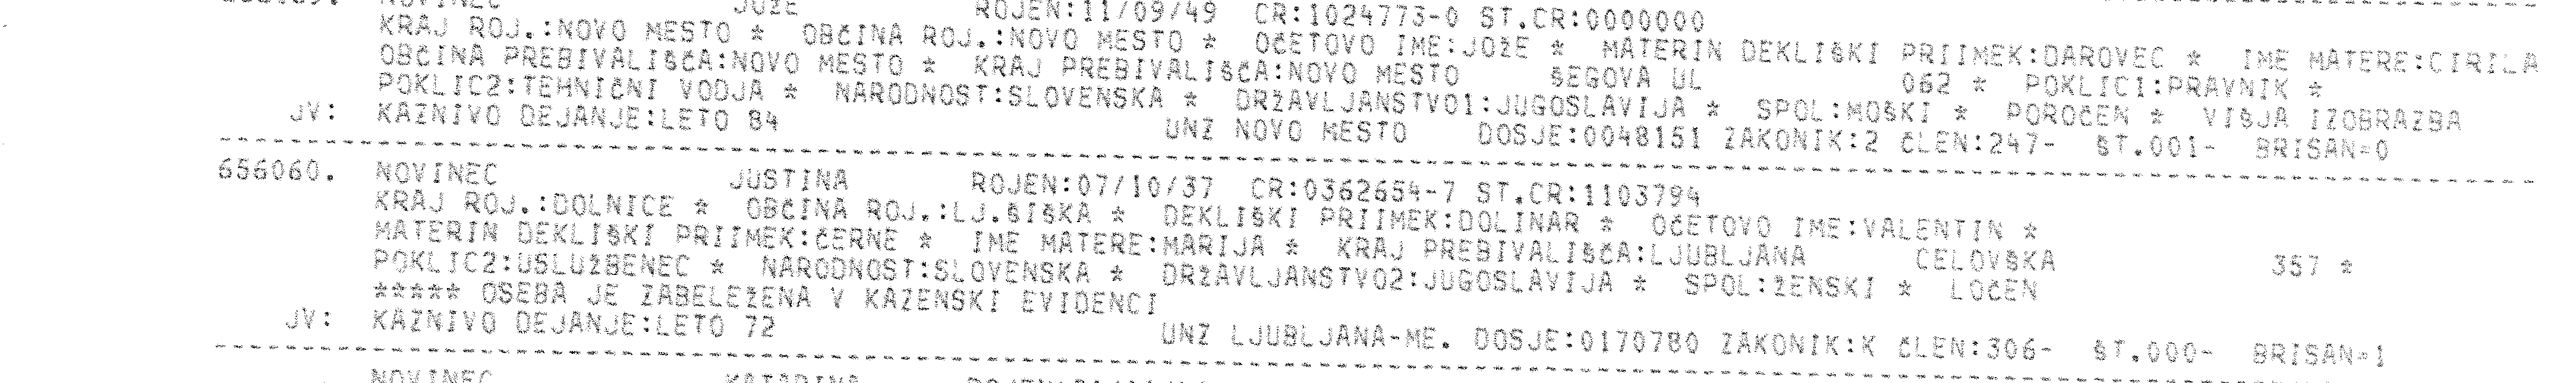 NOVINEC JOŽE ROJEN:11/09/49 CR:1024773-0 ST.CR:0000000
KRAJ ROJ.:NOVO MESTO * OBČINA ROJ.:NOVO MESTO * OČETOVO IME:JOŽE * MATERIN DEKLIŠKI PRIIMEK:DAROVEC * IME MATERE:CIRILA
OBČINA PREBIVALIŠČA:NOVO MESTO * KRAJ PREBIVALIŠČA:NOVO MESTO ŠEGOVA UL 062 * POKLIC1:PRAVNIK *
POKLIC2:TEHNIČNI VODJA * NARODNOST:SLOVENSKA * DRŽAVLJANSTVO1:JUGOSLAVIJA * SPOL:MOŠKI * POROČEN * VIŠJA IZOBRAZBA
JV: KAZNIVO DEJANJE:LETO 84 UNZ NOVO MESTO DOSJE:0048151 ZAKONIK:2 ČLEN:247- ŠT.001- BRISAN=0
656060. NOVINEC JUSTINA ROJEN:07/10/37 CR:0362654-7 ST.CR:1103794
KRAJ ROJ.:DOLNICE * OBČINA ROJ.:LJ.ŠIŠKA * DEKLIŠKI PRIIMEK:DOLINAR * OČETOVO IME:VALENTIN *
MATERIN DEKLIŠKI PRIIMEK:ČERNE * IME MATERE:MARIJA * KRAJ PREBIVALIŠČA:LJUBLJANA CELOVŠKA 357 *
POKLIC2:USLUŽBENEC * NARODNOST:SLOVENSKA * DRŽAVLJANSTVO2:JUGOSLAVIJA * SPOL:ŽENSKI * LOČEN
***** OSEBA JE ZABELEŽENA V KAZENSKI EVIDENCI
JV: KAZNIVO DEJANJE:LETO 72 UNZ LJUBLJANA-ME. DOSJE:0170780 ZAKONIK:K ČLEN:306- ŠT.000- BRISAN=1
NOVINEC KATARINA